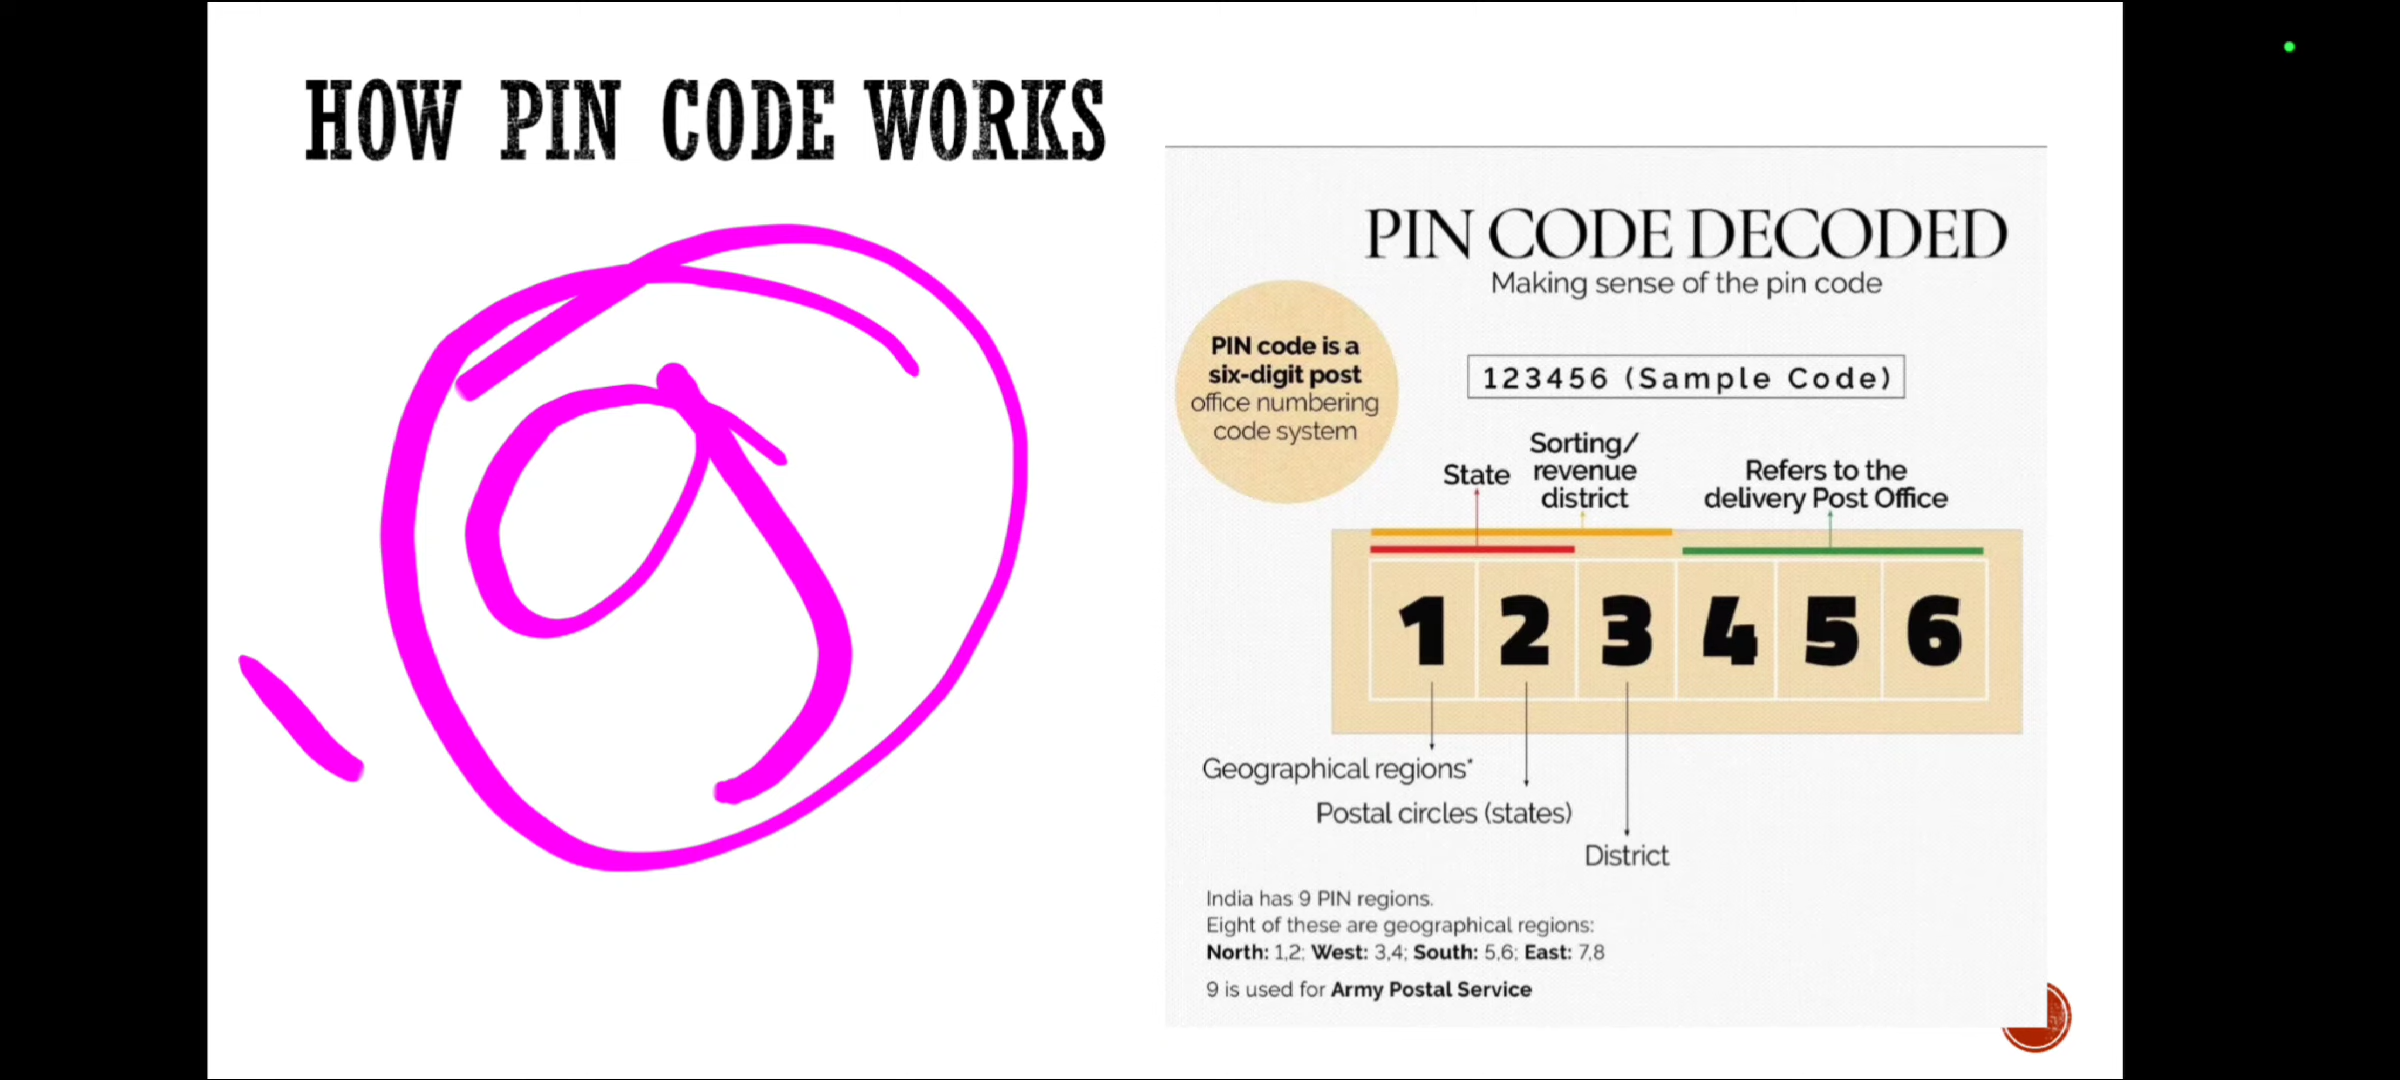 HOW PIN CODE WORKS
9
PIN CODE DECODED
Making sense of the pin code
PIN code is a
six-digit post
office numbering
code system
123456 (Sample Code)
State
Sorting/
revenue
district
Refers to the
delivery Post Office
1 2 3 4 5 6
Geographical regions*
Postal circles (states)
District
India has 9 PIN regions.
Eight of these are geographical regions:
North: 1,2; West: 3,4; South: 5,6; East: 7,8
9 is used for Army Postal Service